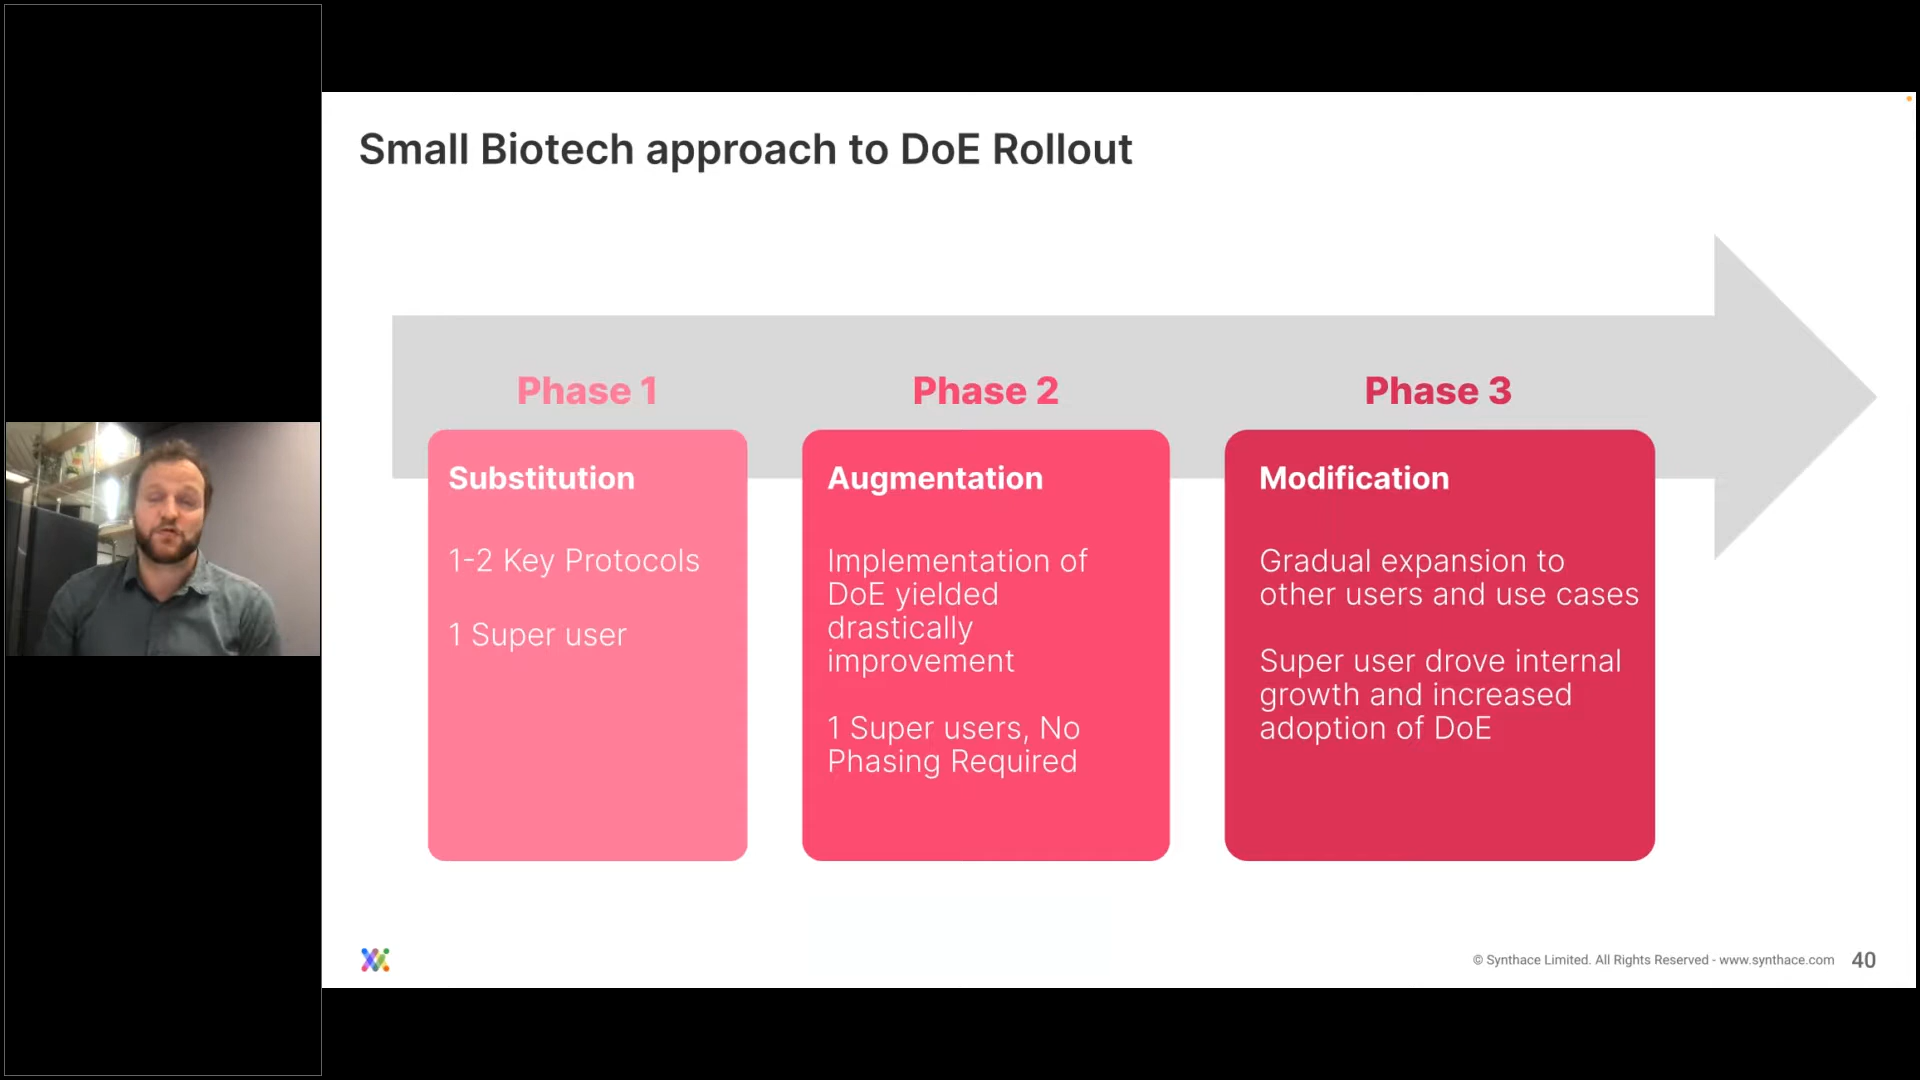 Small Biotech approach to DoE Rollout
Phase 1
Substitution
1-2 Key Protocols
1 Super user
Phase 2
Augmentation
Implementation of
DoE yielded
drastically
improvement
1 Super users, No
Phasing Required
Phase 3
Modification
Gradual expansion to
other users and use cases
Super user drove internal
growth and increased
adoption of DoE
© Synthace Limited. All Rights Reserved - www.synthace.com 40